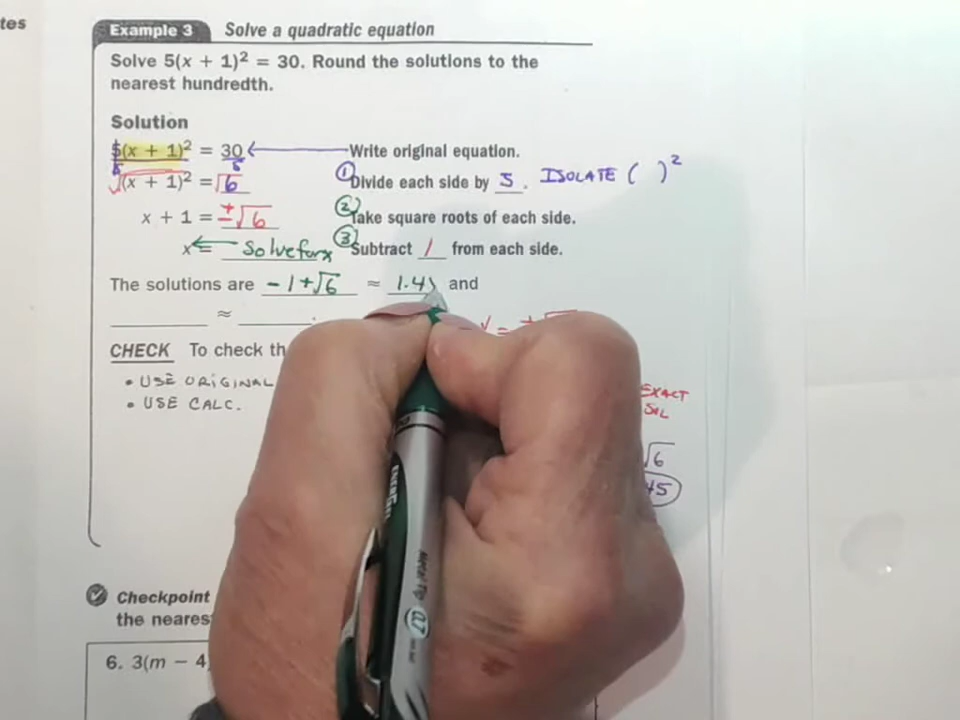 tes
Example 3 Solve a quadratic equation
Solve 5(x + 1)² = 30. Round the solutions to the
nearest hundredth.
Solution
5(x + 1)² = 30 Write original equation.
5 5
√(x + 1)² = √6 ① Divide each side by 5. ISOLATE ( )²
x + 1 = ±√6 ② Take square roots of each side.
x = Solve for x ③ Subtract 1 from each side.
The solutions are -1+√6 ≈ 1.4 and
≈
CHECK To check th
• USE ORIGINAL
EXACT
• USE CALC.
SOL
√6
45
Checkpoint
the neares
6. 3(m − 4